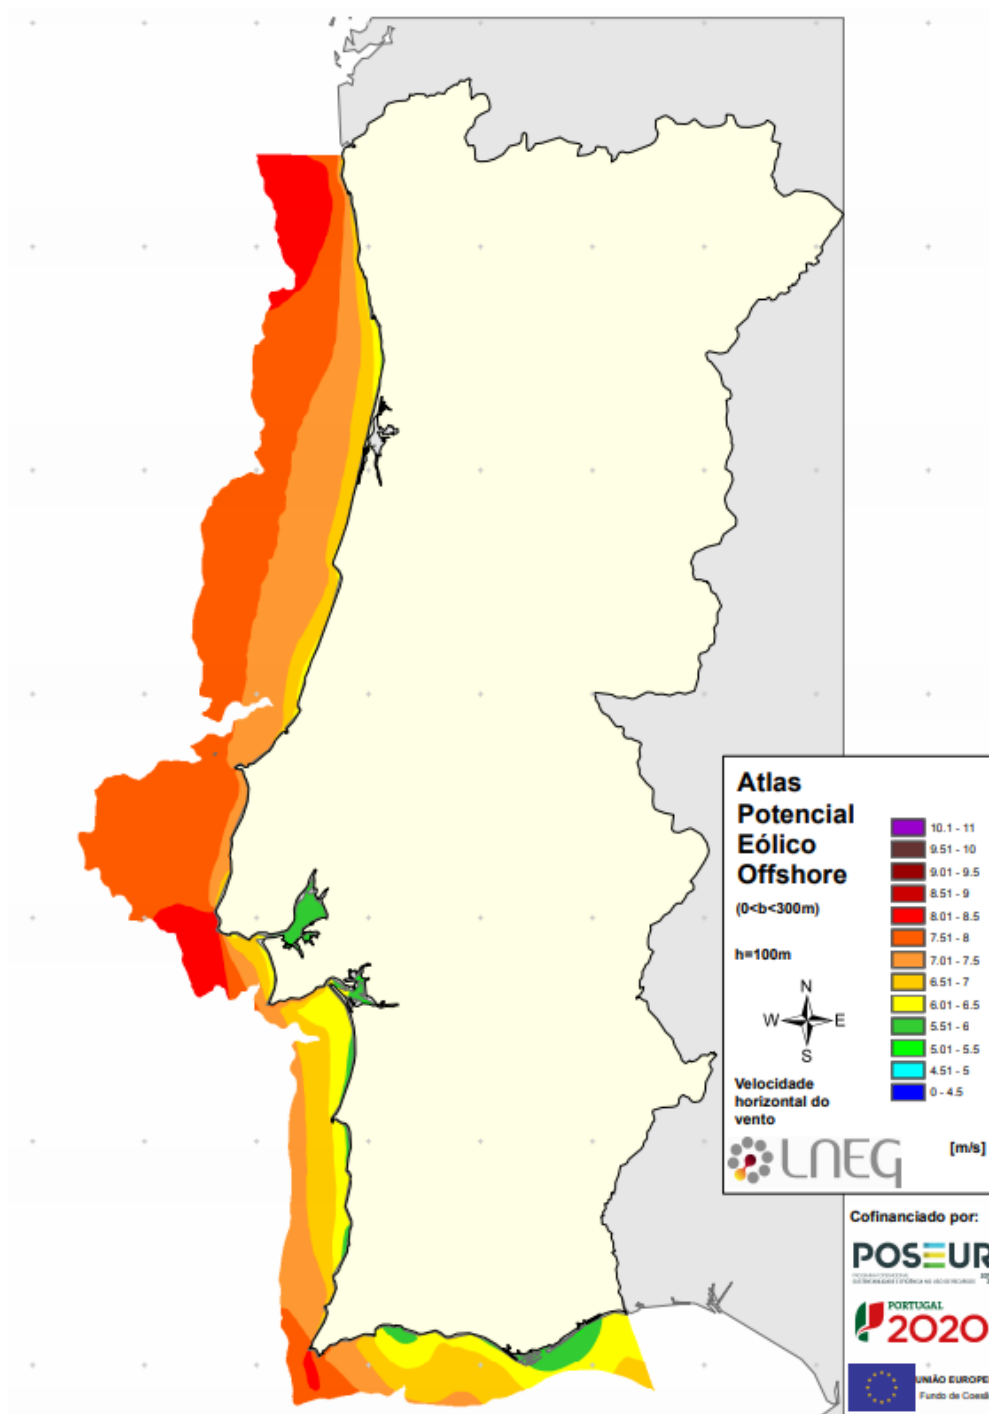 Atlas
Potencial
Eólico
Offshore
(0<b<300m)
h=100m
N
W E
S
Velocidade
horizontal do
vento
10.1 - 11
9.51 - 10
9.01 - 9.5
8.51 - 9
8.01 - 8.5
7.51 - 8
7.01 - 7.5
6.51 - 7
6.01 - 6.5
5.51 - 6
5.01 - 5.5
4.51 - 5
0 - 4.5
[m/s]
LNEG
Cofinanciado por:
POSEUR
PORTUGAL
2020
UNIÃO EUROPE
Fundo de Coesã